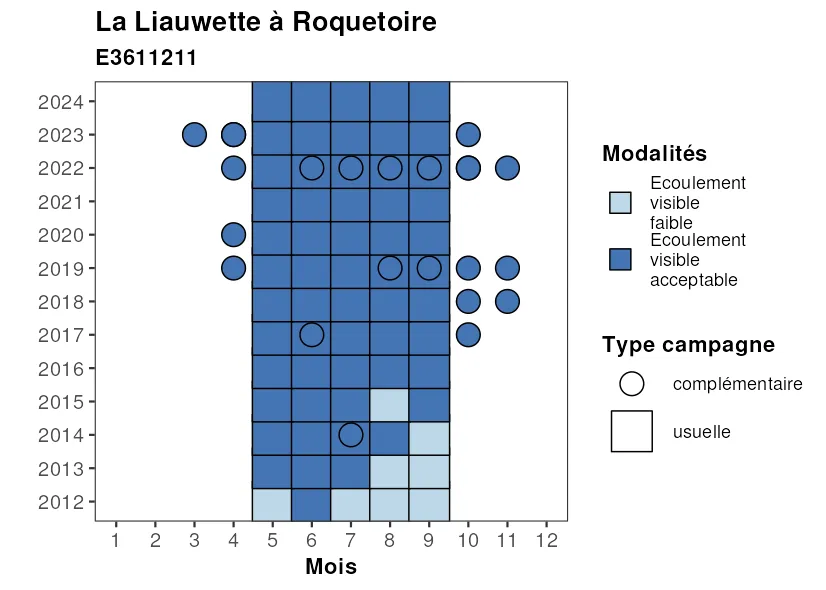 La Liauwette à Roquetoire
E3611211
2024
2023
2022
2021
2020
2019
2018
2017
2016
2015
2014
2013
2012
1 2 3 4 5 6 7 8 9 10 11 12
Mois
Modalités
Ecoulement
visible
faible
Ecoulement
visible
acceptable
Type campagne
complémentaire
usuelle